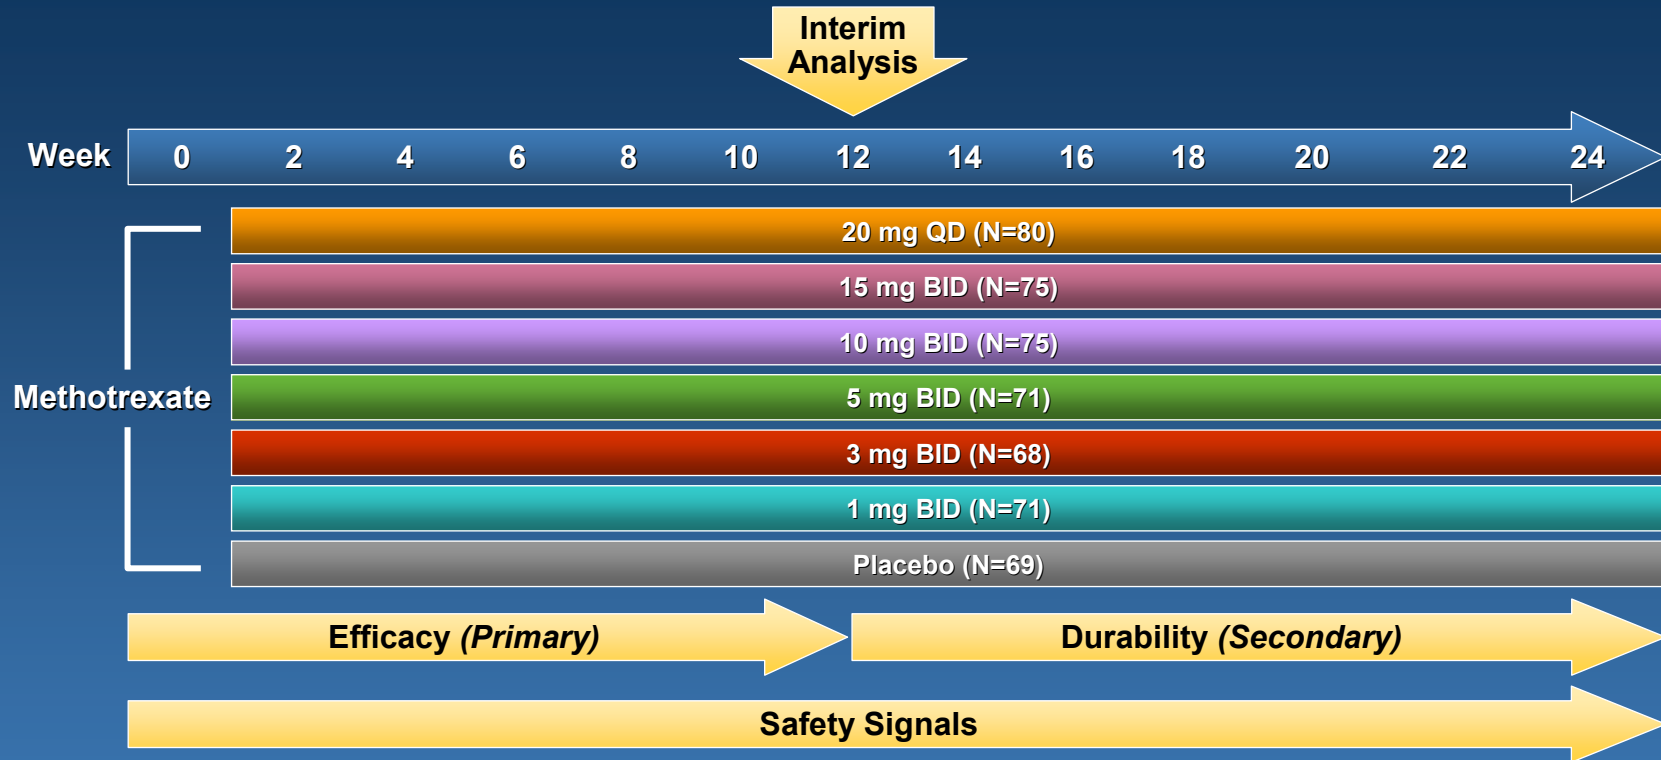 Interim
Analysis
Week 0 2 4 6 8 10 12 14 16 18 20 22 24
20 mg QD (N=80)
15 mg BID (N=75)
10 mg BID (N=75)
Methotrexate
5 mg BID (N=71)
3 mg BID (N=68)
1 mg BID (N=71)
Placebo (N=69)
Efficacy (Primary) Durability (Secondary)
Safety Signals